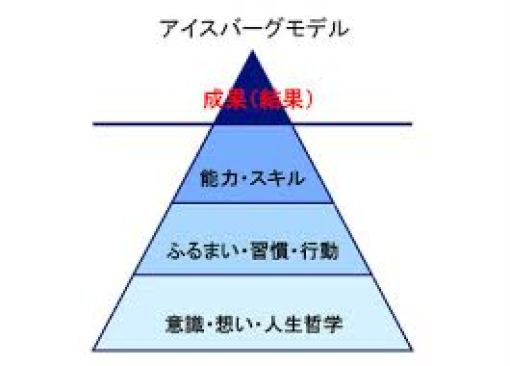 アイスバーグモデル
成果(結果)
能力・スキル
ふるまい・習慣・行動
意識・想い・人生哲学